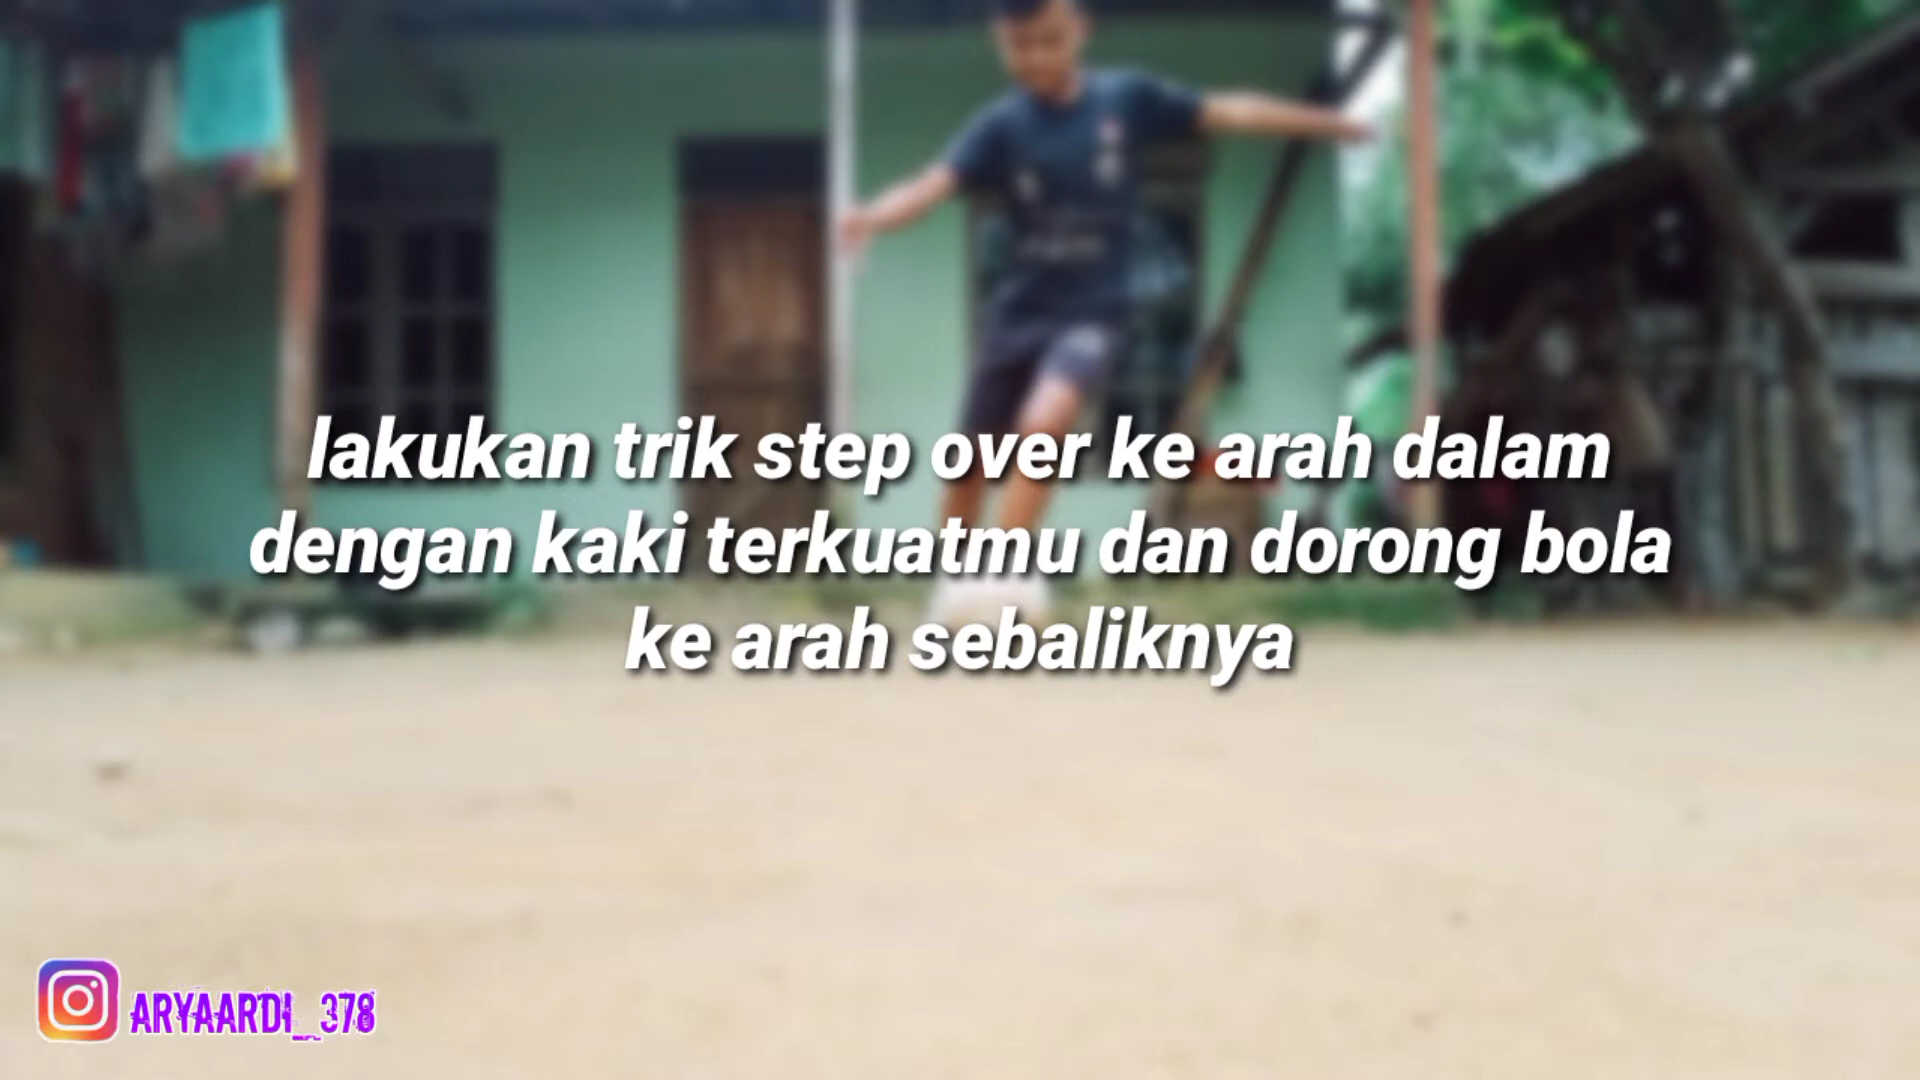 lakukan trik step over ke arah dalam
dengan kaki terkuatmu dan dorong bola
ke arah sebaliknya
ARYAARDI_378